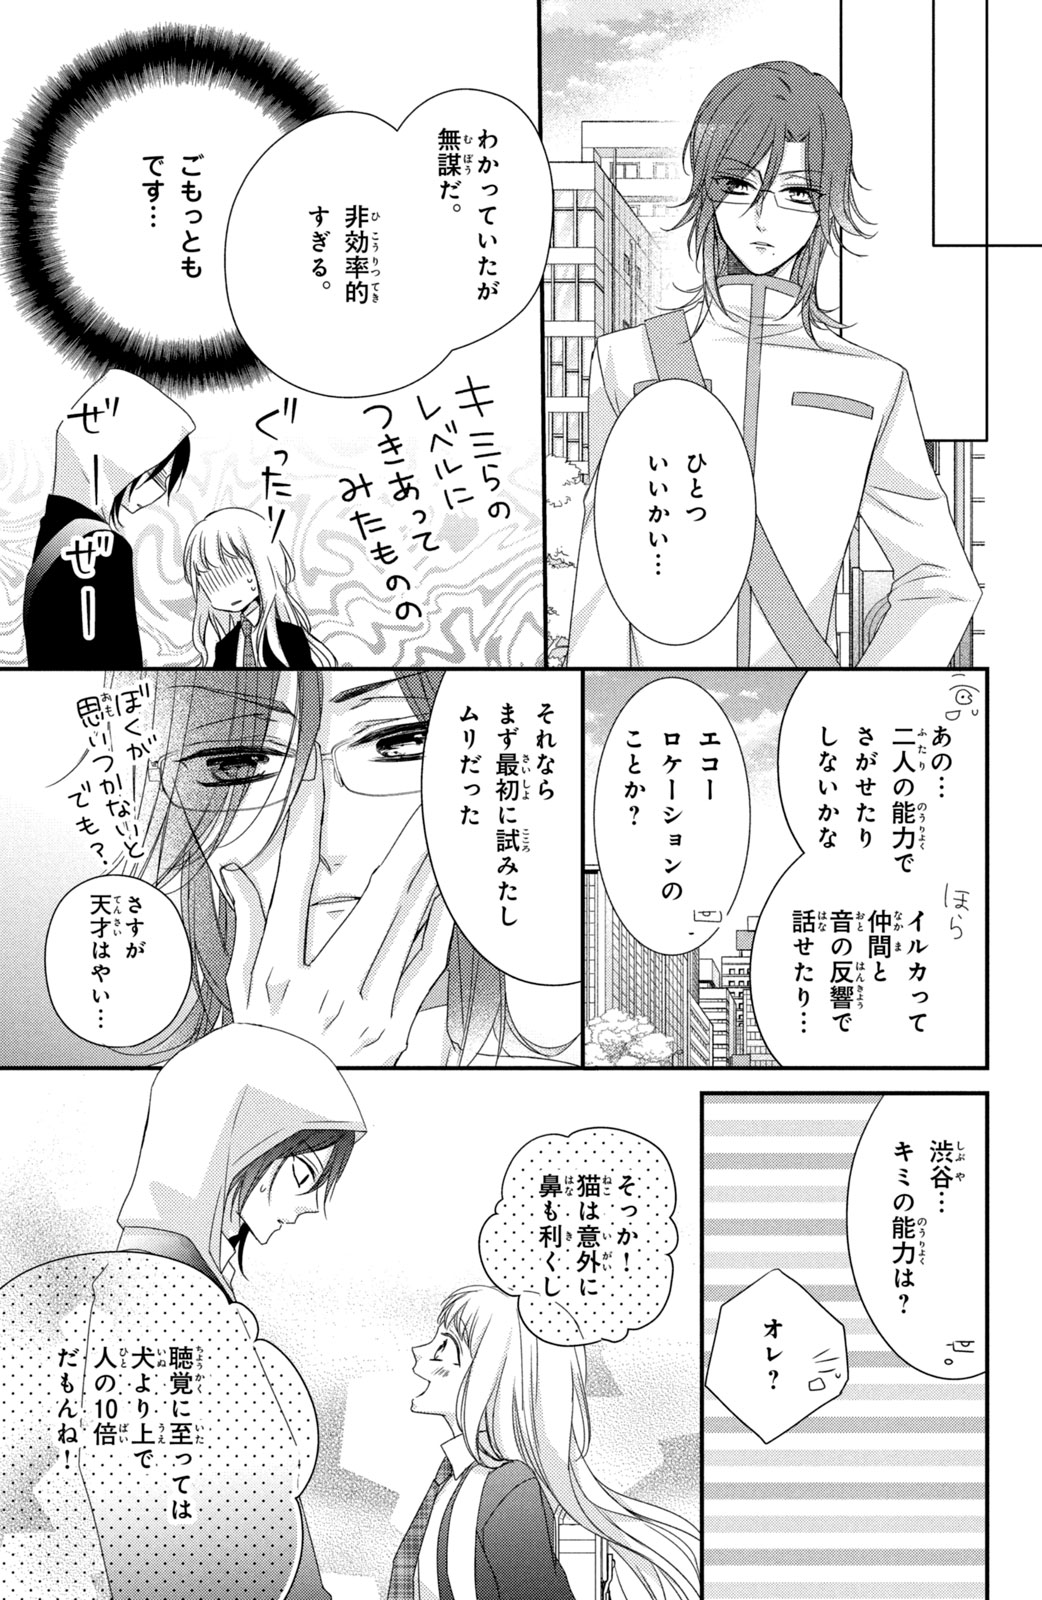 ひとつ
いいかい…
わかっていたが
無謀だ。
非効率的
すぎる。
キミらの
レベルに
つきあって
みたものの
ごもっとも
です…
ぐったり
ぜーぜー
あの…
二人の能力で
さがせたり
しないかな
ほら
イルカって
仲間と
音の反響で
話せたり…
エコー
ロケーションの
ことか?
それなら
まず最初に試みたし
ムリだった
ぼくが
思いつかないと
でも?
さすが
天才はやい…
渋谷…
キミの能力は?
オレ?
そっか!
猫は意外に
鼻も利くし
聴覚に至っては
犬より上で
人の10倍
だもんね!